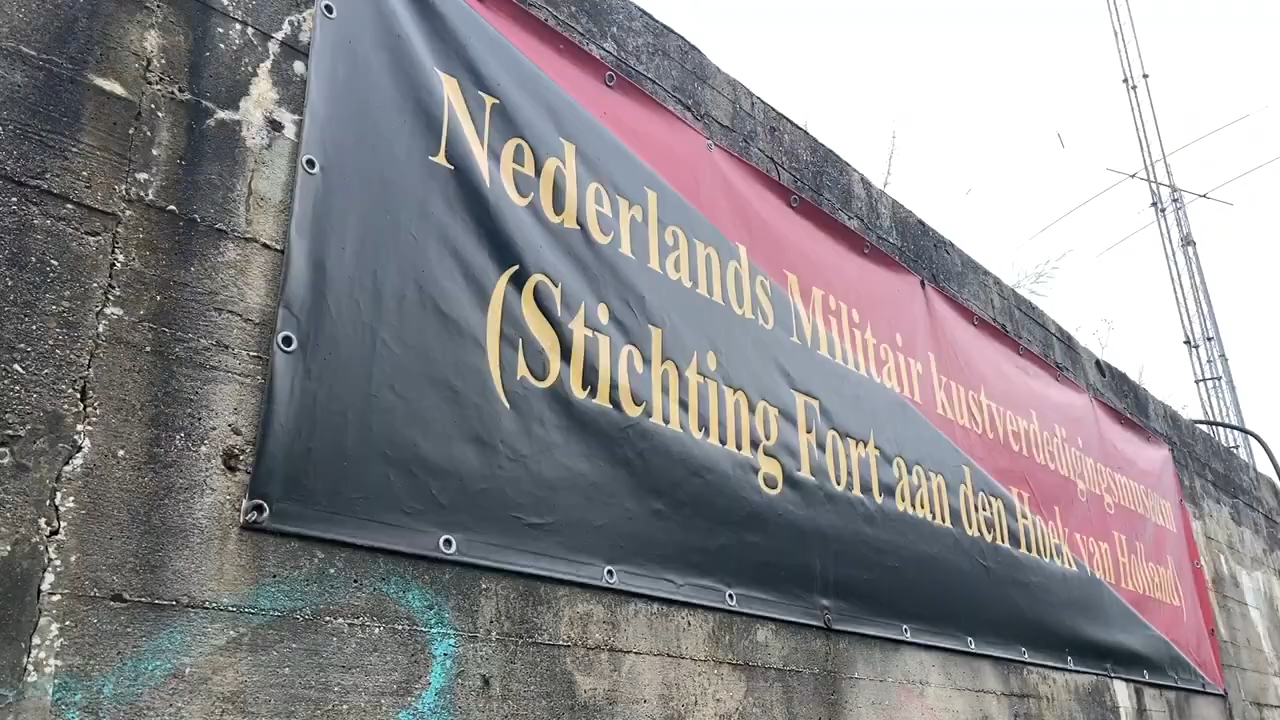 Nederlands Militair kustverdedigingsmuseum
(Stichting Fort aan den Hoek van Holland)